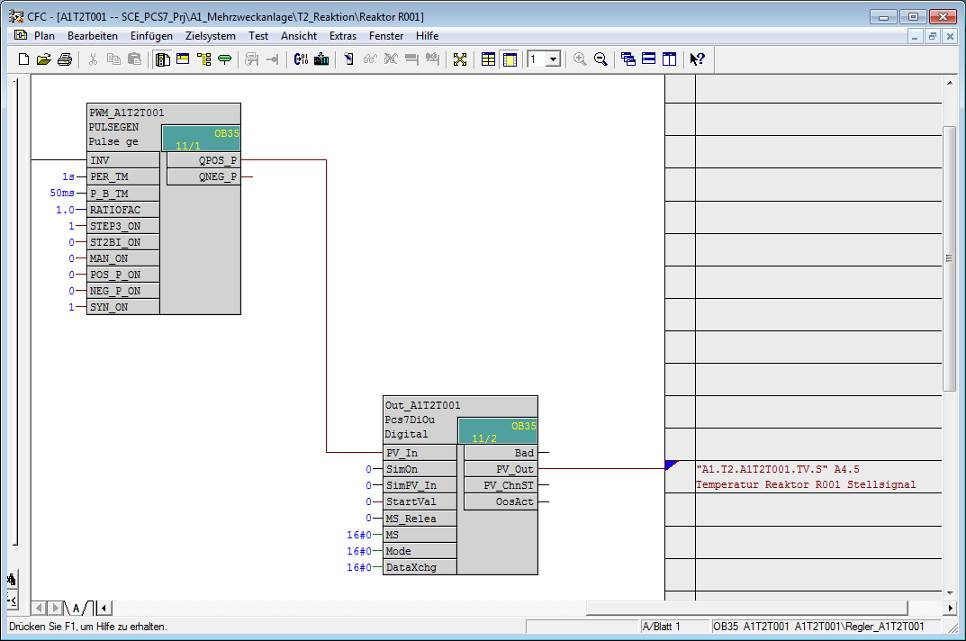 CFC - [A1T2T001 -- SCE_PCS7_Prj\A1_Mehrzweckanlage\T2_Reaktion\Reaktor R001]
Plan Bearbeiten Einfügen Zielsystem Test Ansicht Extras Fenster Hilfe
1
PWM_A1T2T001
PULSEGEN
Pulse ge
OB35
11/1
INV QPOS_P
1s PER_TM QNEG_P
50ms P_B_TM
1.0 RATIOFAC
1 STEP3_ON
0 ST2BI_ON
0 MAN_ON
0 POS_P_ON
0 NEG_P_ON
1 SYN_ON
Out_A1T2T001
Pcs7DiOu
Digital
OB35
11/2
PV_In Bad
0 SimOn PV_Out
0 SimPV_In PV_ChnST
0 StartVal OosAct
0 MS_Relea
16#0 MS
16#0 Mode
16#0 DataXchg
"A1.T2.A1T2T001.TV.S" A4.5
Temperatur Reaktor R001 Stellsignal
A
Drücken Sie F1, um Hilfe zu erhalten.
A/Blatt 1
OB35 A1T2T001 A1T2T001\Regler_A1T2T001